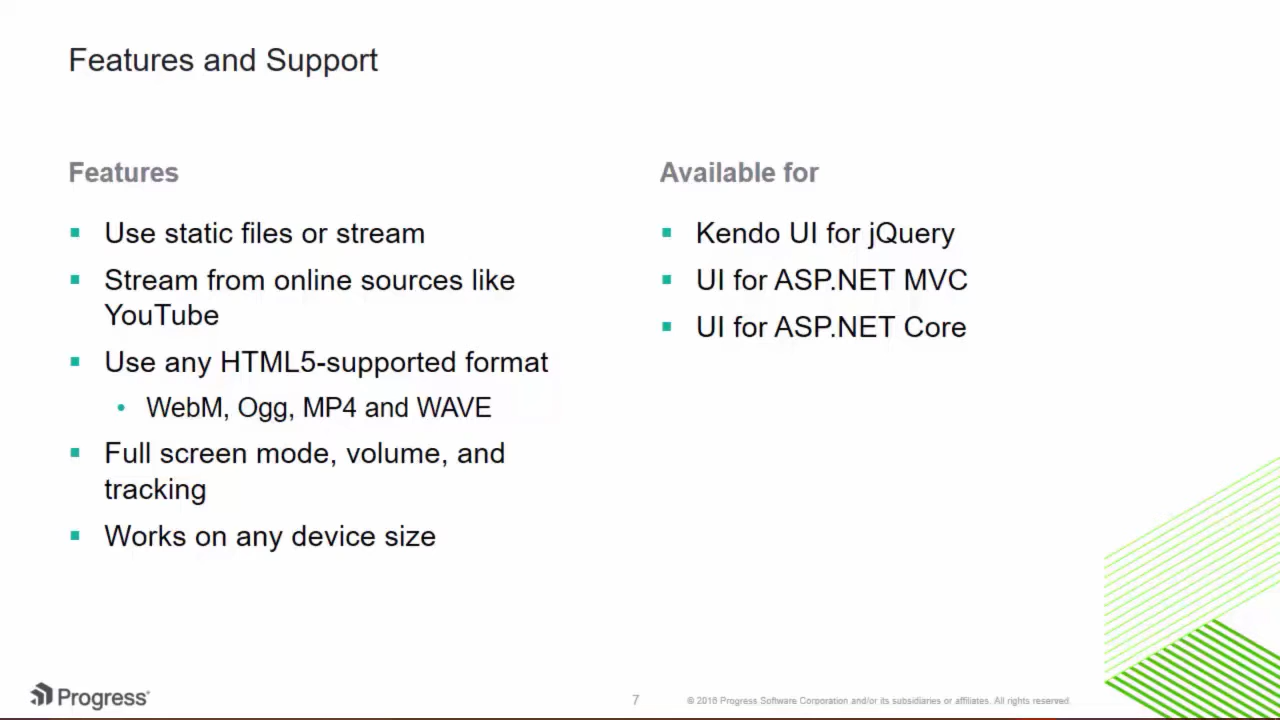 Features and Support
Features
Use static files or stream
Stream from online sources like
YouTube
Use any HTML5-supported format
WebM, Ogg, MP4 and WAVE
Full screen mode, volume, and
tracking
Works on any device size
Available for
Kendo UI for jQuery
UI for ASP.NET MVC
UI for ASP.NET Core
Progress
7
© 2016 Progress Software Corporation and/or its subsidiaries or affiliates. All rights reserved.